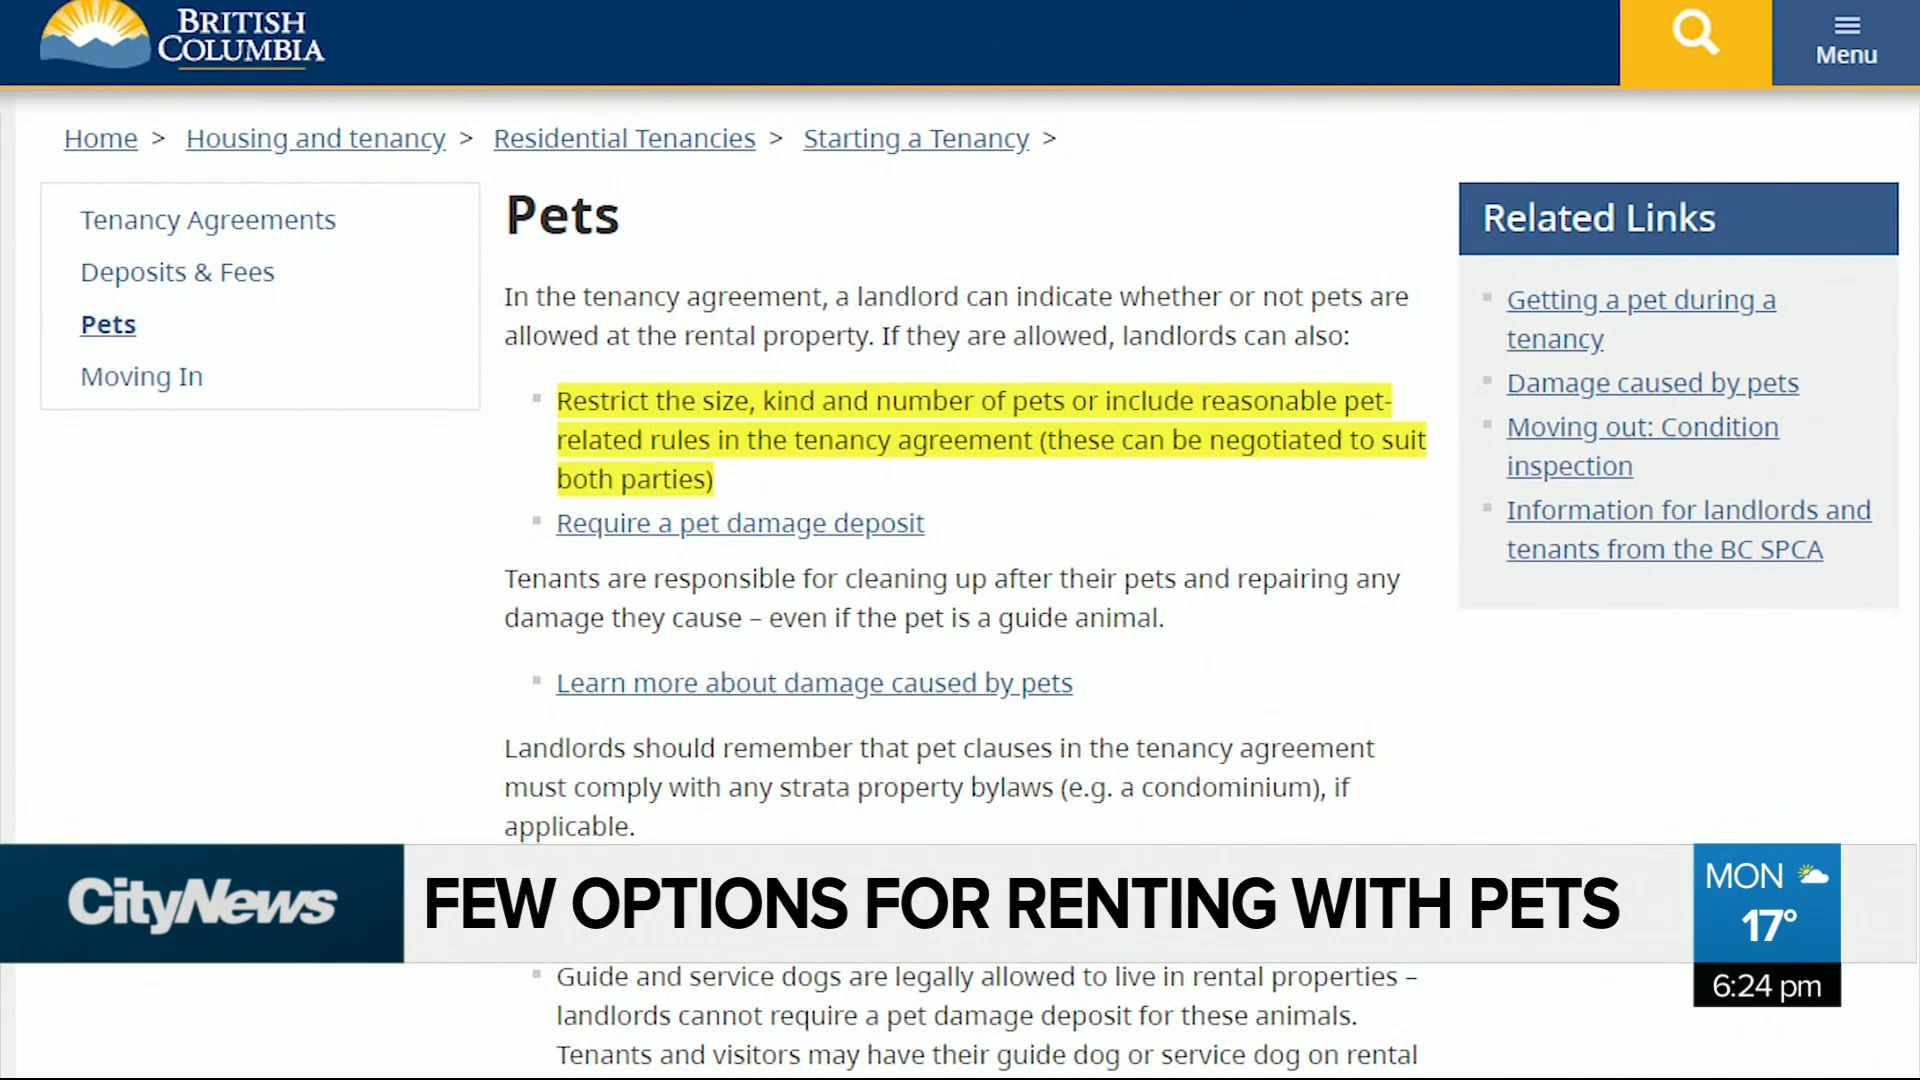 BRITISH
COLUMBIA
Menu
Home > Housing and tenancy > Residential Tenancies > Starting a Tenancy >
Tenancy Agreements
Deposits & Fees
Pets
Moving In
Pets
In the tenancy agreement, a landlord can indicate whether or not pets are
allowed at the rental property. If they are allowed, landlords can also:
Restrict the size, kind and number of pets or include reasonable pet-
related rules in the tenancy agreement (these can be negotiated to suit
both parties)
Require a pet damage deposit
Tenants are responsible for cleaning up after their pets and repairing any
damage they cause – even if the pet is a guide animal.
Learn more about damage caused by pets
Landlords should remember that pet clauses in the tenancy agreement
must comply with any strata property bylaws (e.g. a condominium), if
applicable.
Related Links
Getting a pet during a
tenancy
Damage caused by pets
Moving out: Condition
inspection
Information for landlords and
tenants from the BC SPCA
CityNews
FEW OPTIONS FOR RENTING WITH PETS
MON
17°
6:24 pm
Guide and service dogs are legally allowed to live in rental properties –
landlords cannot require a pet damage deposit for these animals.
Tenants and visitors may have their guide dog or service dog on rental